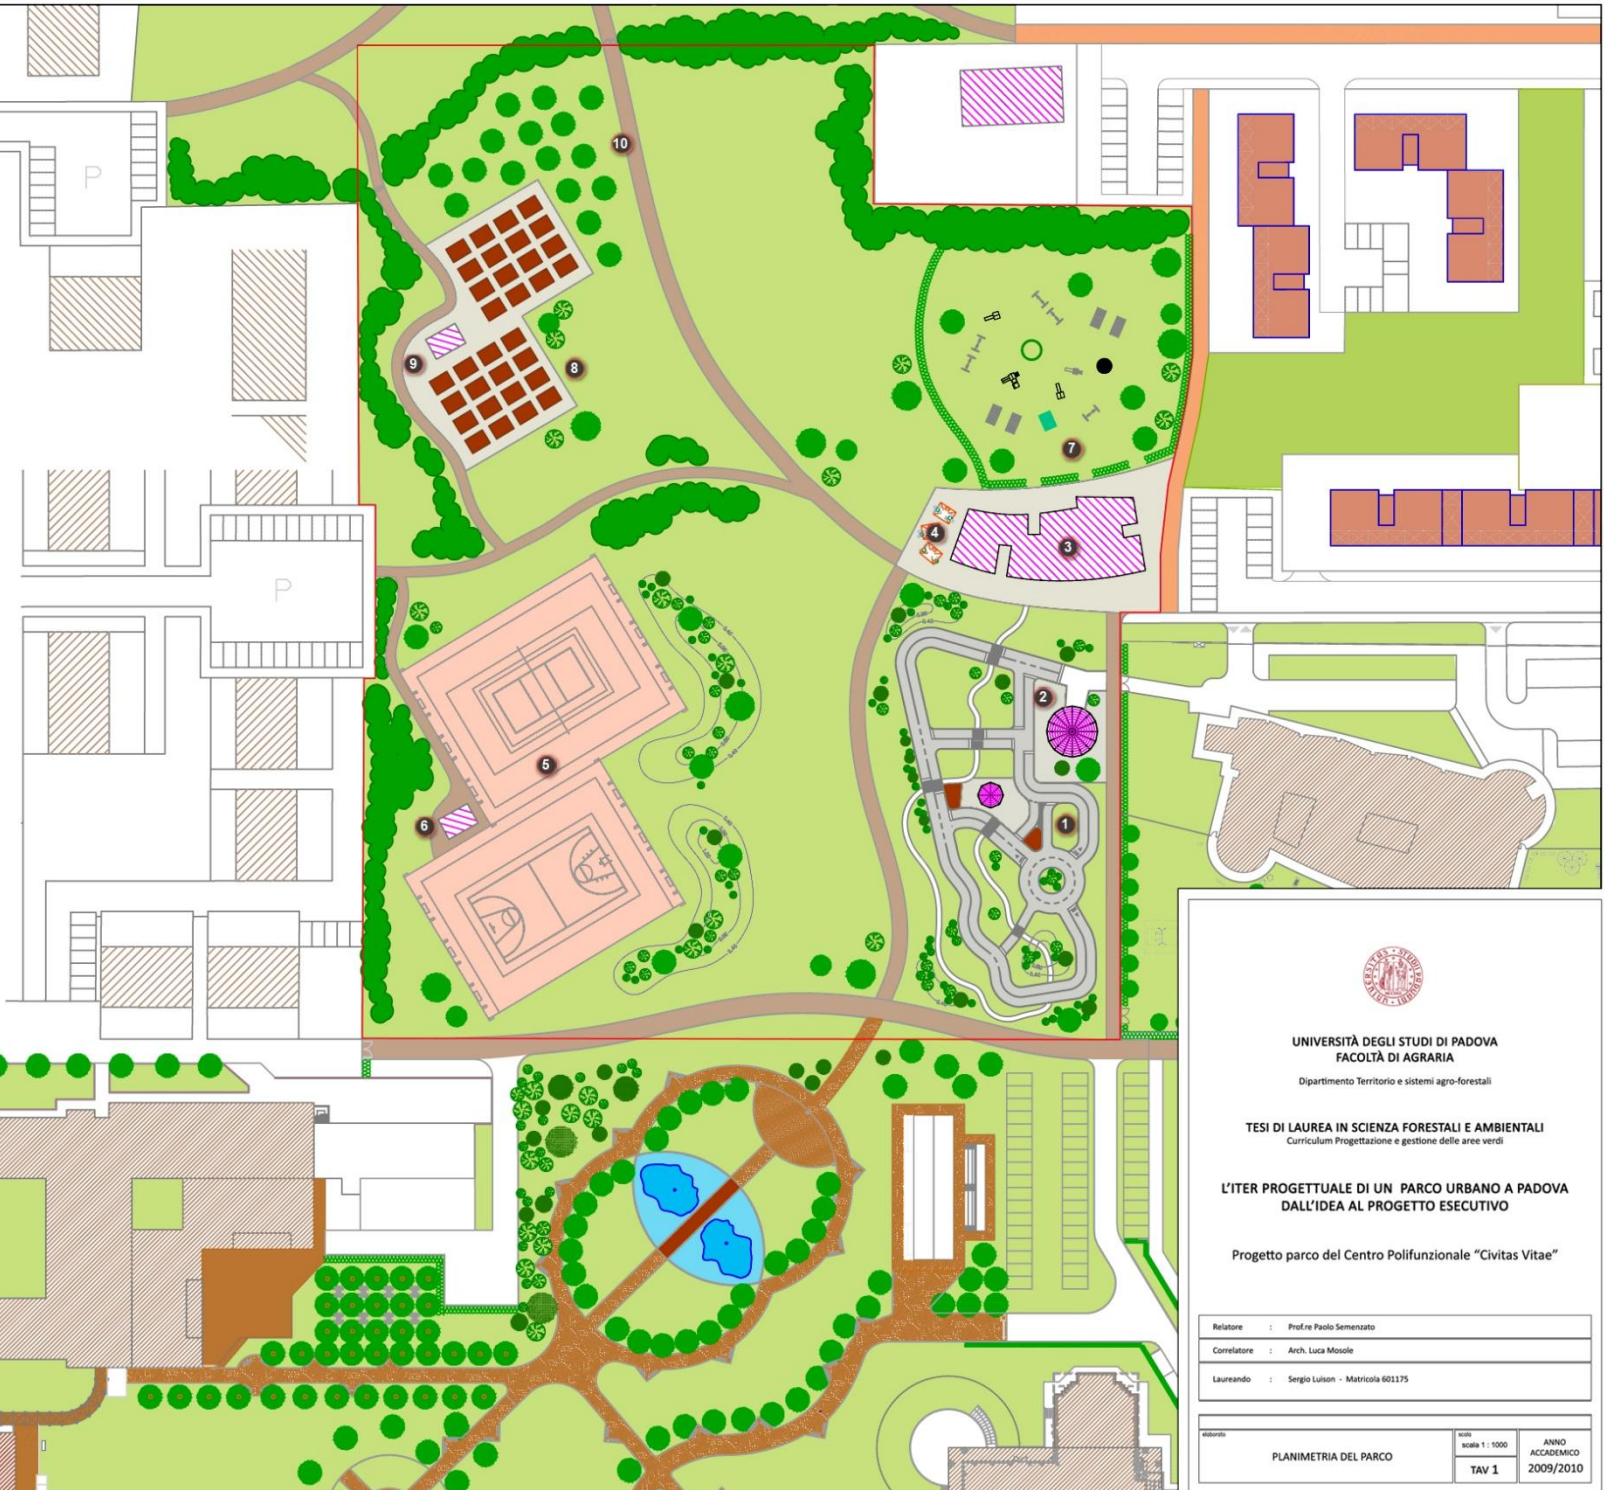 10
P
9
8
7
4
3
P
2
5
6
1
UNIVERSITÀ DEGLI STUDI DI PADOVA
FACOLTÀ DI AGRARIA
Dipartimento Territorio e sistemi agro-forestali
TESI DI LAUREA IN SCIENZA FORESTALI E AMBIENTALI
Curriculum Progettazione e gestione delle aree verdi
L'ITER PROGETTUALE DI UN PARCO URBANO A PADOVA
DALL'IDEA AL PROGETTO ESECUTIVO
Progetto parco del Centro Polifunzionale "Civitas Vitae"
Relatore : Prof.re Paolo Semenzato
Correlatore : Arch. Luca Mosole
Laureando : Sergio Luison - Matricola 601175
elaborato
PLANIMETRIA DEL PARCO
scala
scala 1 : 1000
TAV 1
ANNO
ACCADEMICO
2009/2010